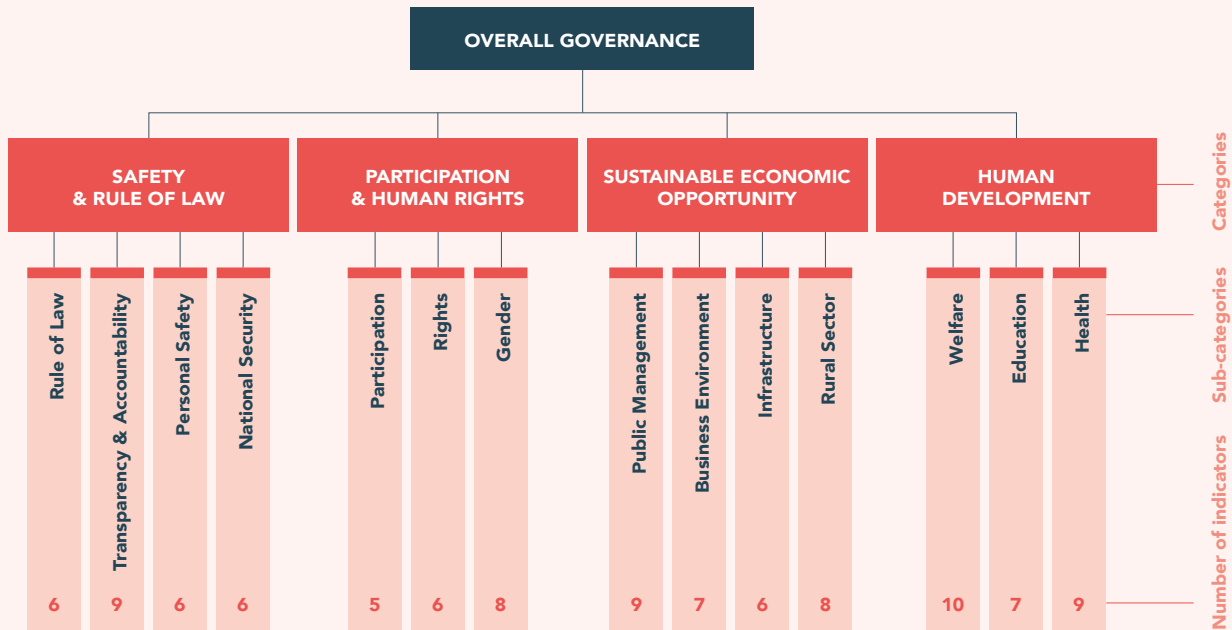 OVERALL GOVERNANCE
SAFETY
& RULE OF LAW
PARTICIPATION
& HUMAN RIGHTS
SUSTAINABLE ECONOMIC
OPPORTUNITY
HUMAN
DEVELOPMENT
Categories
Rule of Law
Transparency & Accountability
Personal Safety
National Security
Participation
Rights
Gender
Public Management
Business Environment
Infrastructure
Rural Sector
Welfare
Education
Health
Sub-categories
6
9
6
6
5
6
8
9
7
6
8
10
7
9
Number of indicators